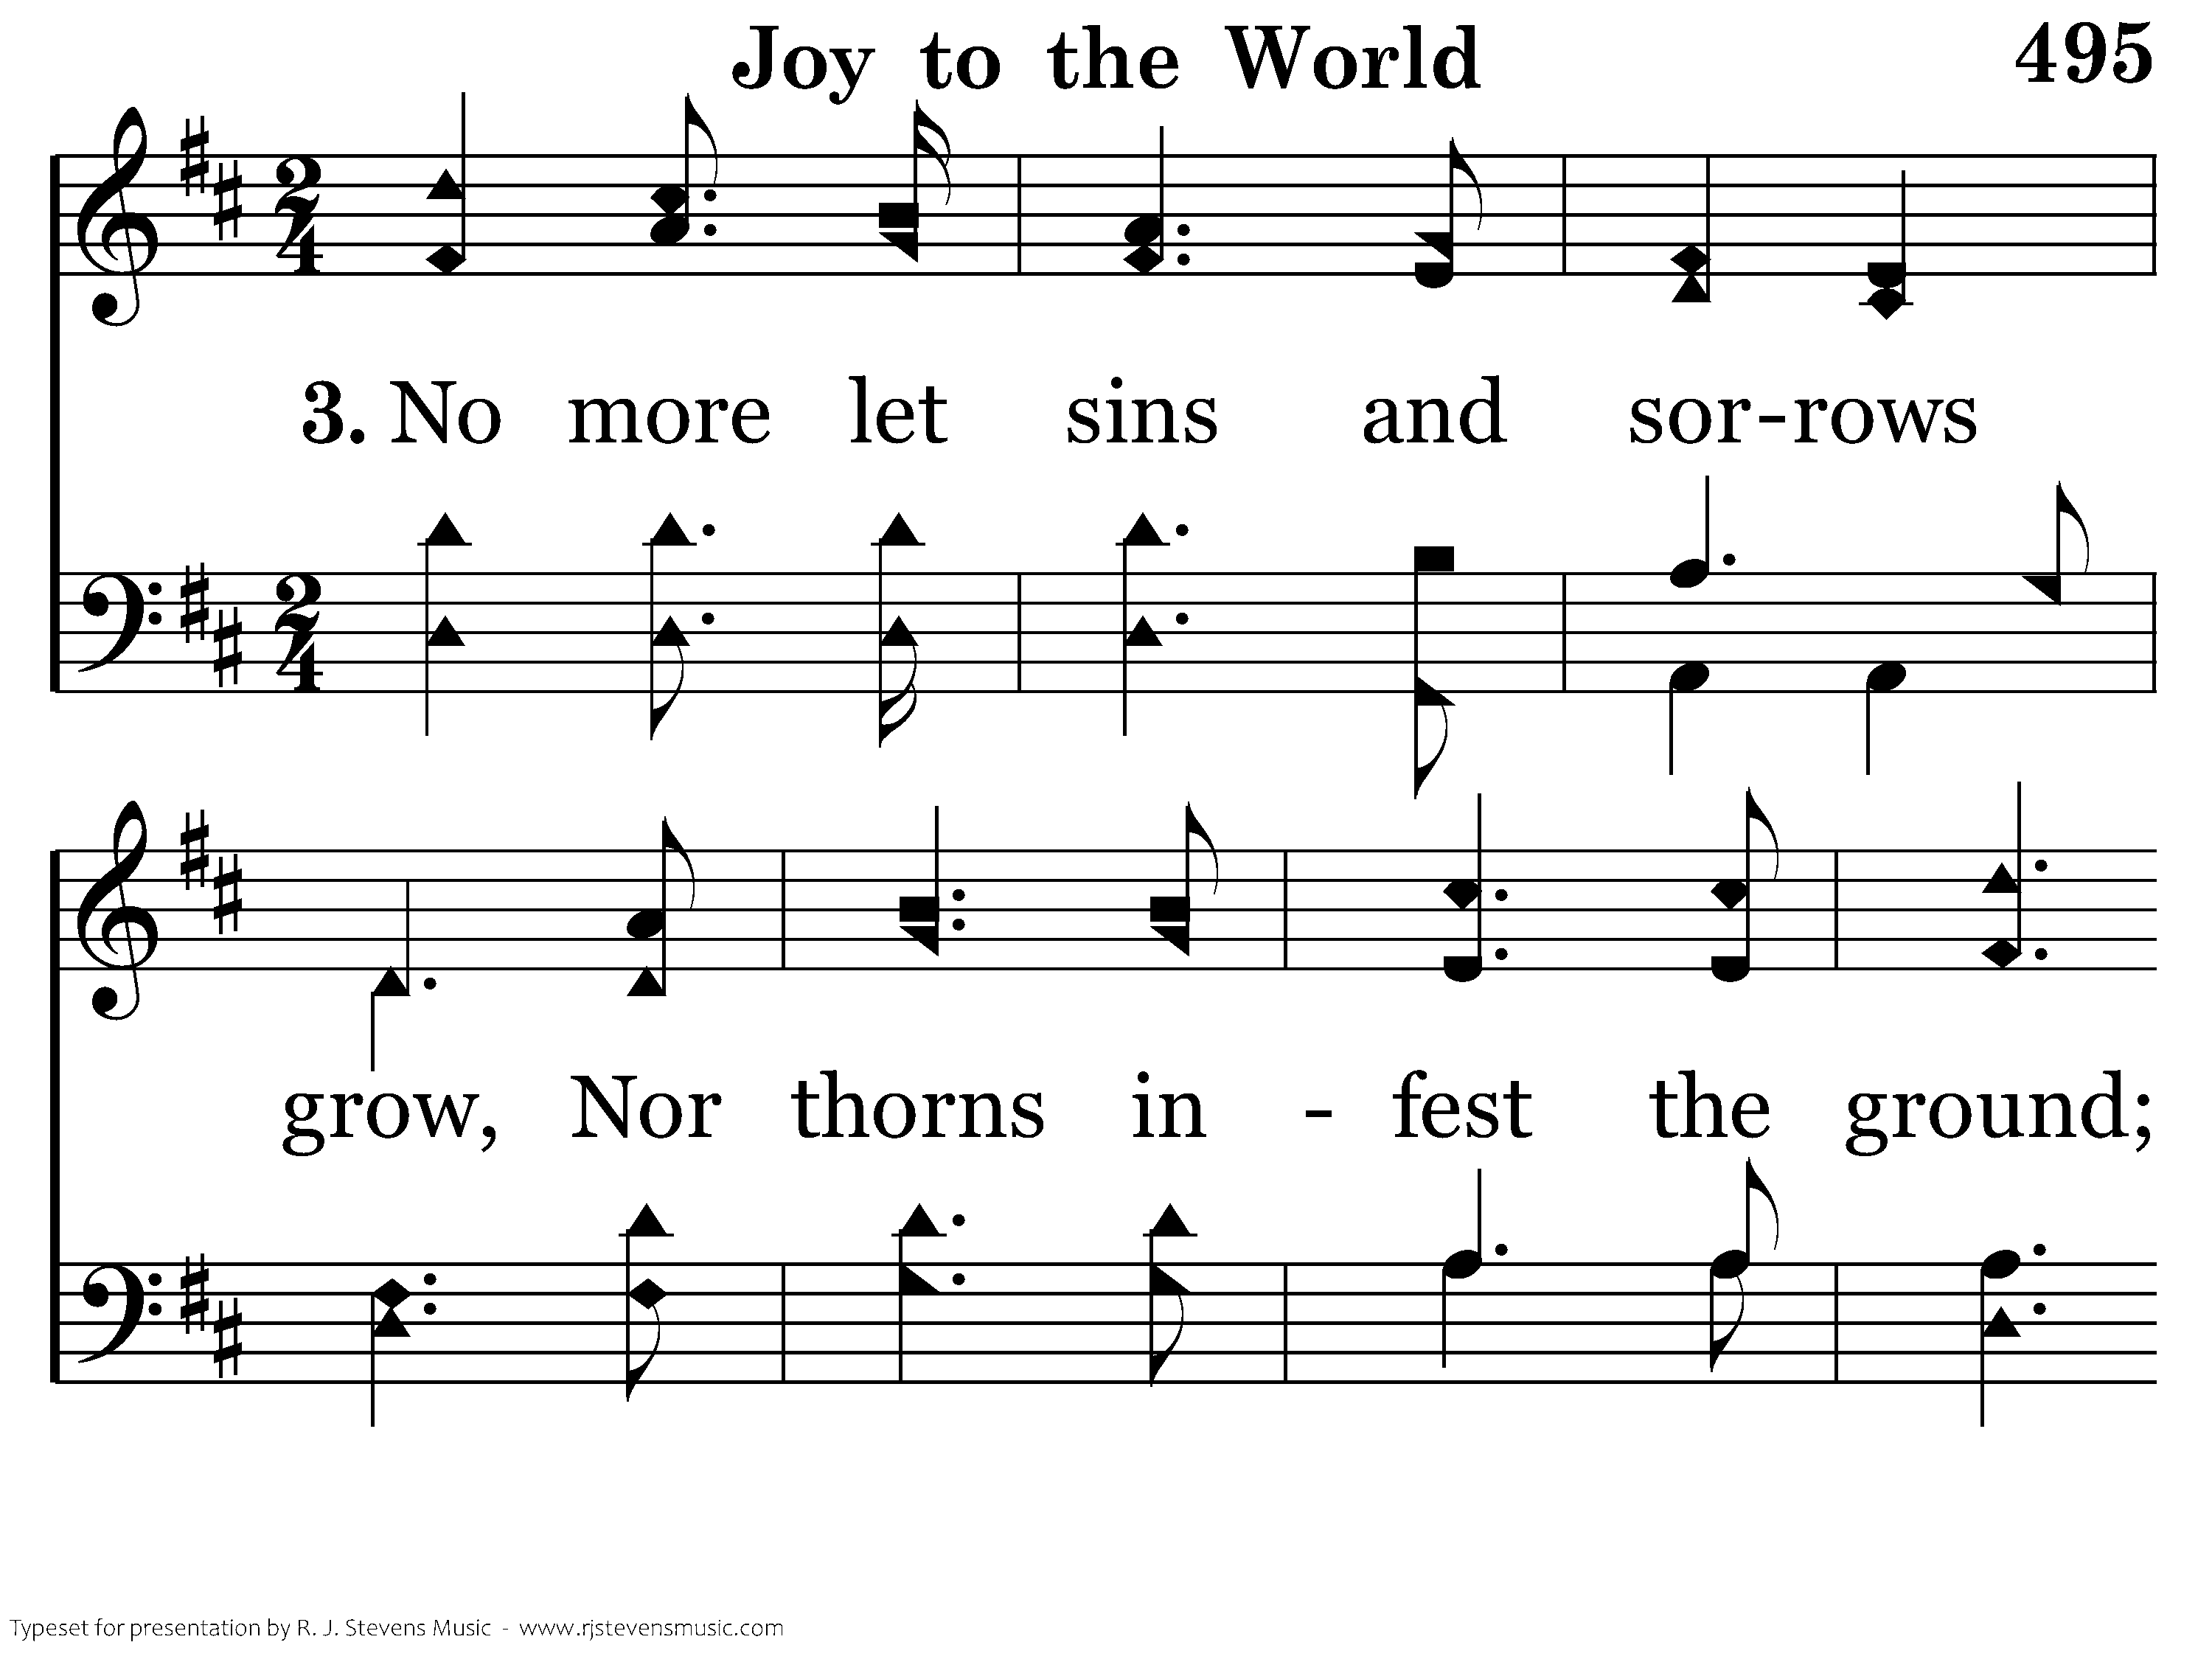 Joy to the World 495
3. No more let sins and sor-rows
grow, Nor thorns in - fest the ground;
Typeset for presentation by R. J. Stevens Music - www.rjstevensmusic.com